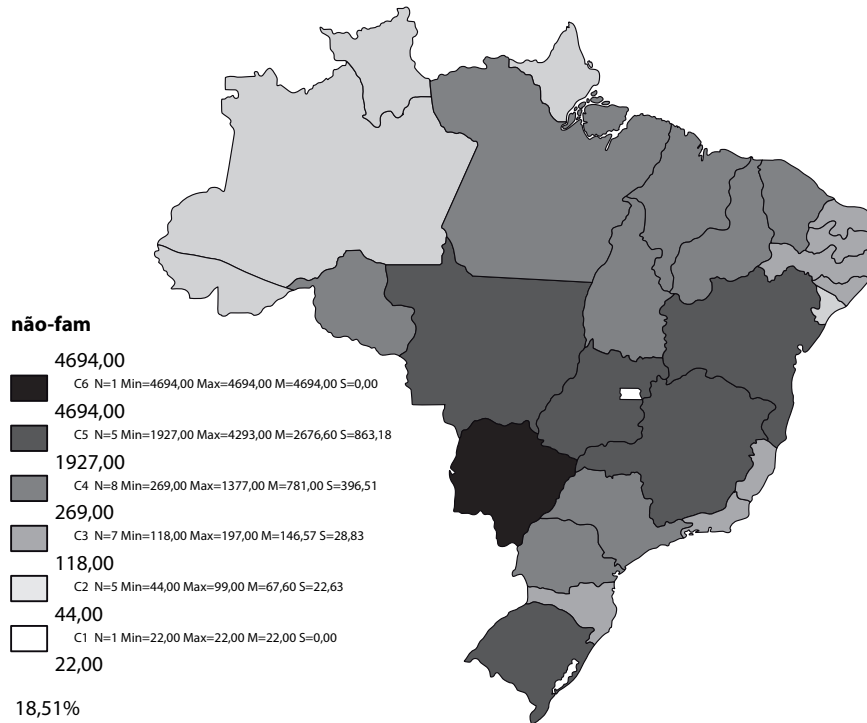 não-fam
4694,00
C6 N=1 Min=4694,00 Max=4694,00 M=4694,00 S=0,00
4694,00
C5 N=5 Min=1927,00 Max=4293,00 M=2676,60 S=863,18
1927,00
C4 N=8 Min=269,00 Max=1377,00 M=781,00 S=396,51
269,00
C3 N=7 Min=118,00 Max=197,00 M=146,57 S=28,83
118,00
C2 N=5 Min=44,00 Max=99,00 M=67,60 S=22,63
44,00
C1 N=1 Min=22,00 Max=22,00 M=22,00 S=0,00
22,00
18,51%